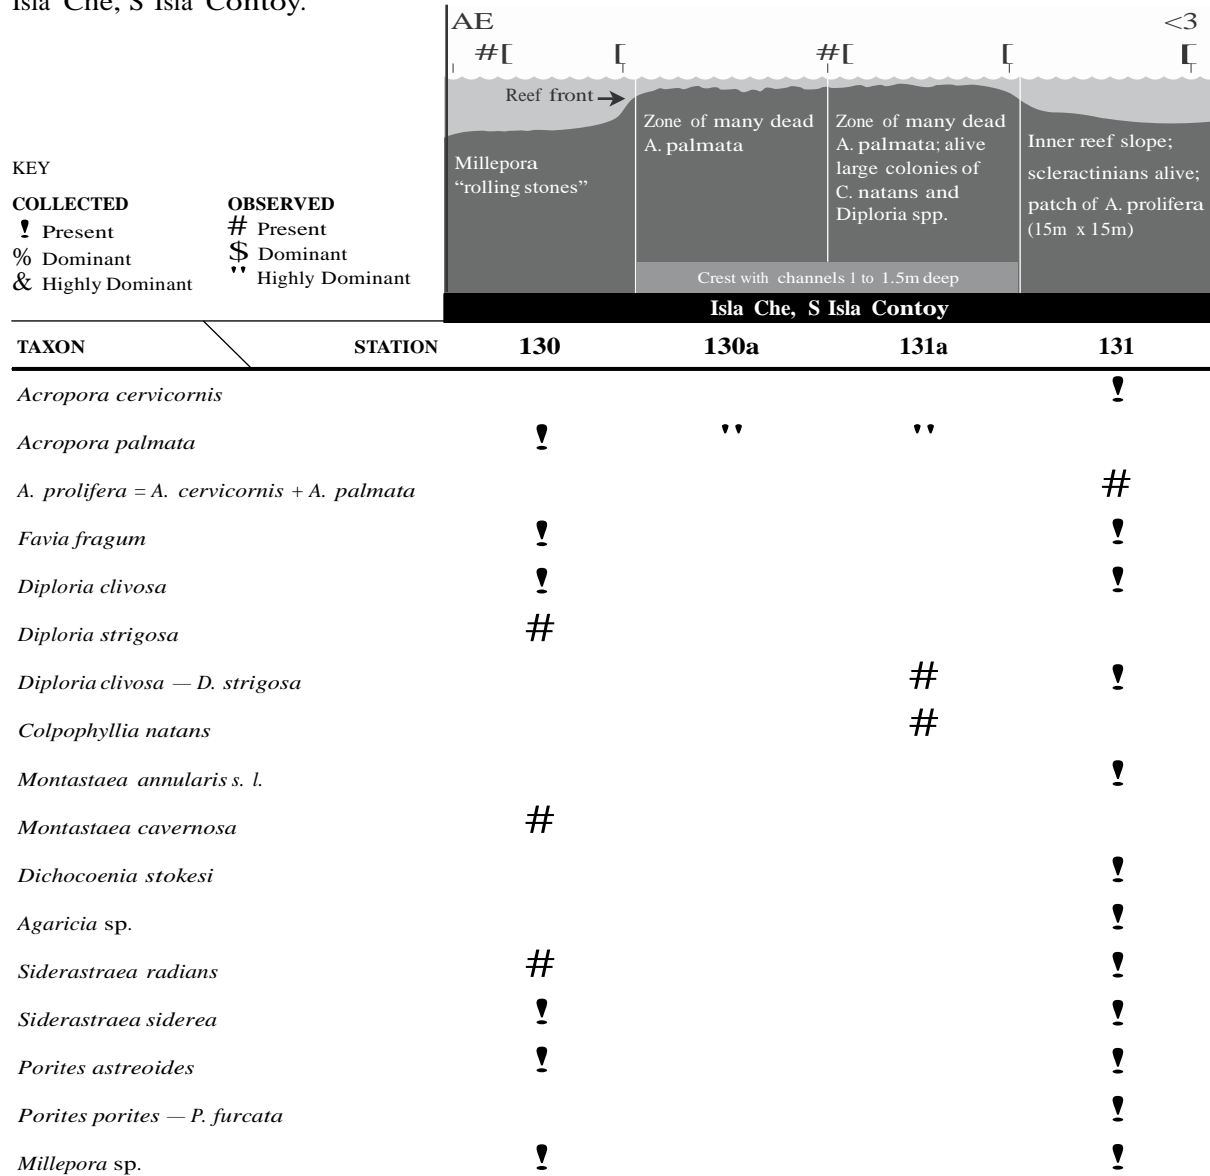 Isla Che, S Isla Contoy.
AE <3
#[ [ #[ [ [
Reef front
Zone of many dead
A. palmata
Zone of many dead
A. palmata; alive
large colonies of
C. natans and
Diploria spp.
Inner reef slope;
scleractinians alive;
patch of A. prolifera
(15m x 15m)
Millepora
“rolling stones”
Crest with channels 1 to 1.5m deep
KEY
COLLECTED OBSERVED
! Present # Present
% Dominant $ Dominant
& Highly Dominant " Highly Dominant
Isla Che, S Isla Contoy
TAXON STATION 130 130a 131a 131
Acropora cervicornis !
Acropora palmata ! " "
A. prolifera = A. cervicornis + A. palmata #
Favia fragum ! !
Diploria clivosa ! !
Diploria strigosa #
Diploria clivosa — D. strigosa # !
Colpophyllia natans #
Montastaea annularis s. l. !
Montastaea cavernosa #
Dichocoenia stokesi !
Agaricia sp. !
Siderastraea radians # !
Siderastraea siderea ! !
Porites astreoides ! !
Porites porites — P. furcata !
Millepora sp. ! !